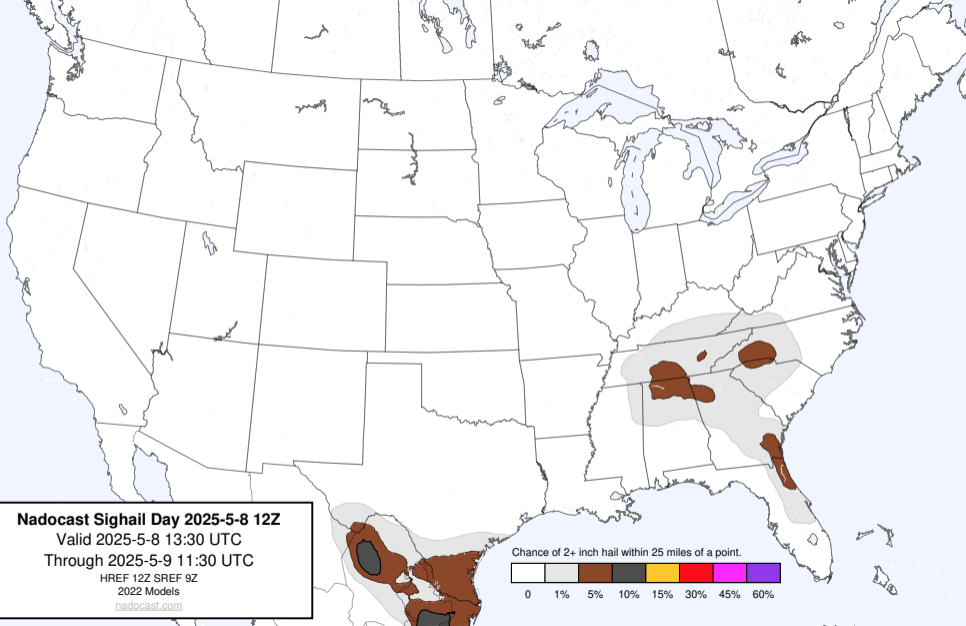 Nadocast Sighail Day 2025-5-8 12Z
Valid 2025-5-8 13:30 UTC
Through 2025-5-9 11:30 UTC
HREF 12Z SREF 9Z
2022 Models
nadocast.com
Chance of 2+ inch hail within 25 miles of a point.
0 1% 5% 10% 15% 30% 45% 60%